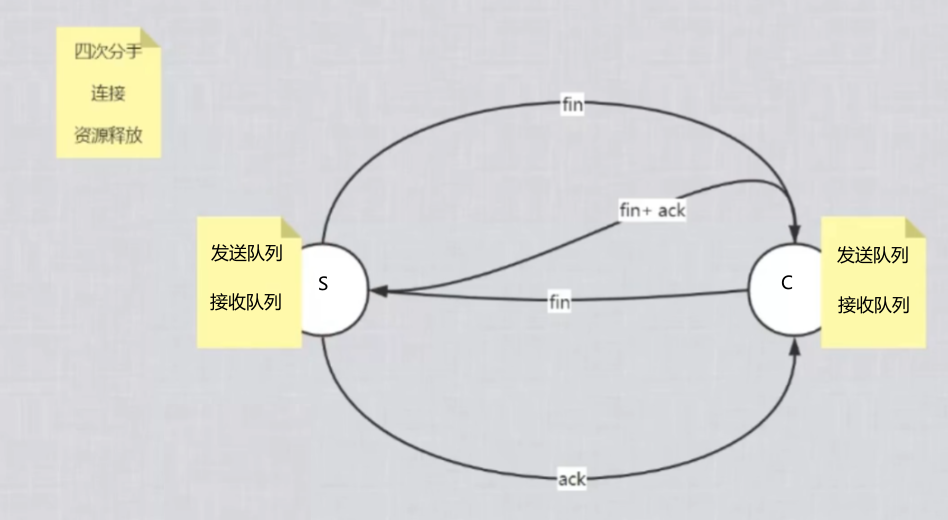 四次分手
连接
资源释放
fin
fin+ ack
发送队列
接收队列
S
C
发送队列
接收队列
fin
ack